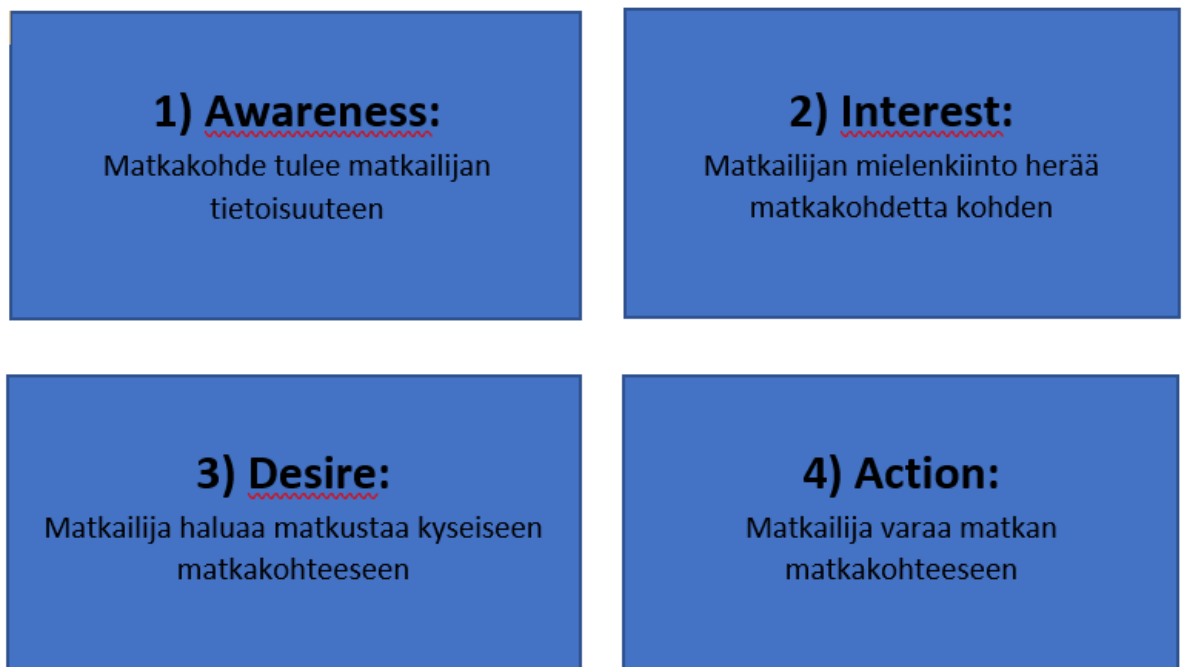 1) Awareness:
Matkakohde tulee matkailijan
tietoisuuteen
2) Interest:
Matkailijan mielenkiinto herää
matkakohdetta kohden
3) Desire:
Matkailija haluaa matkustaa kyseiseen
matkakohteeseen
4) Action:
Matkailija varaa matkan
matkakohteeseen